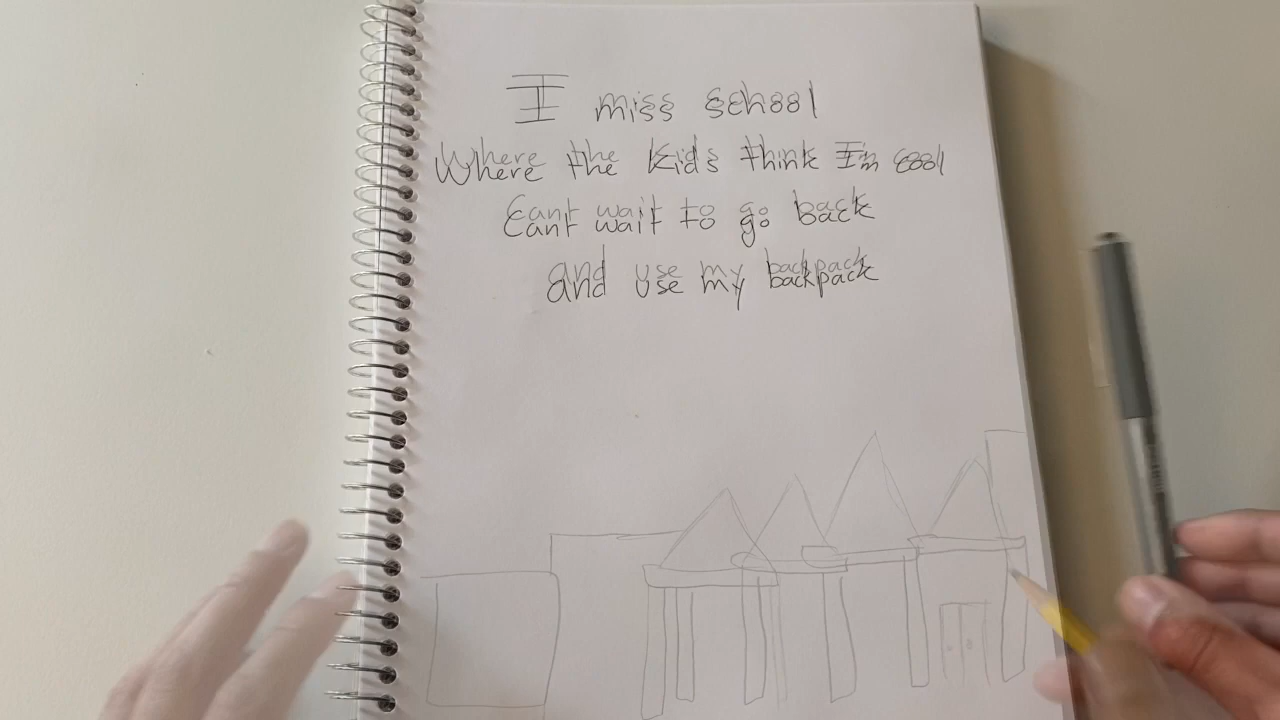 I miss school
Where the kids think I'm cool
Cant wait to go back
and use my backpack